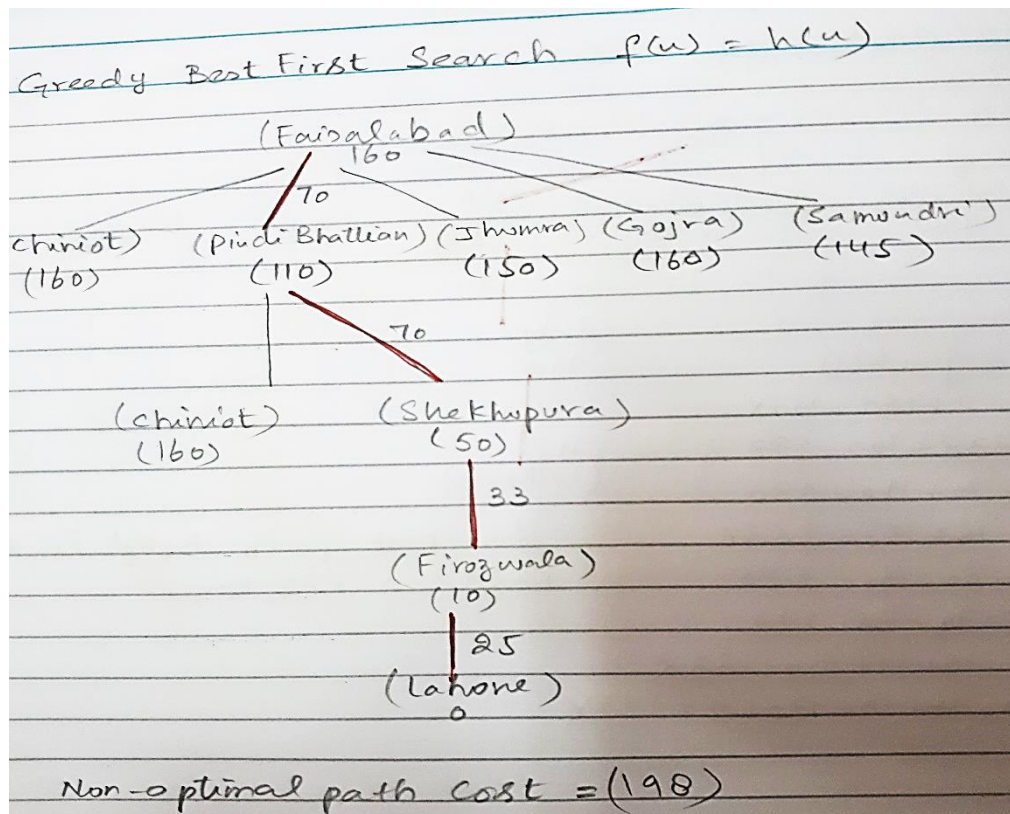 Greedy Best First Search f(n) = h(n)
(Faisalabad)
160
70
Chiniot) (Pindi Bhattian) (Jhumra) (Gojra) (Samundri)
(160) (110) (150) (160) (145)
70
(chiniot) (Shekhupura)
(160) (50)
33
(Firozwala)
(10)
25
(Lahore)
0
Non-optimal path cost = (198)